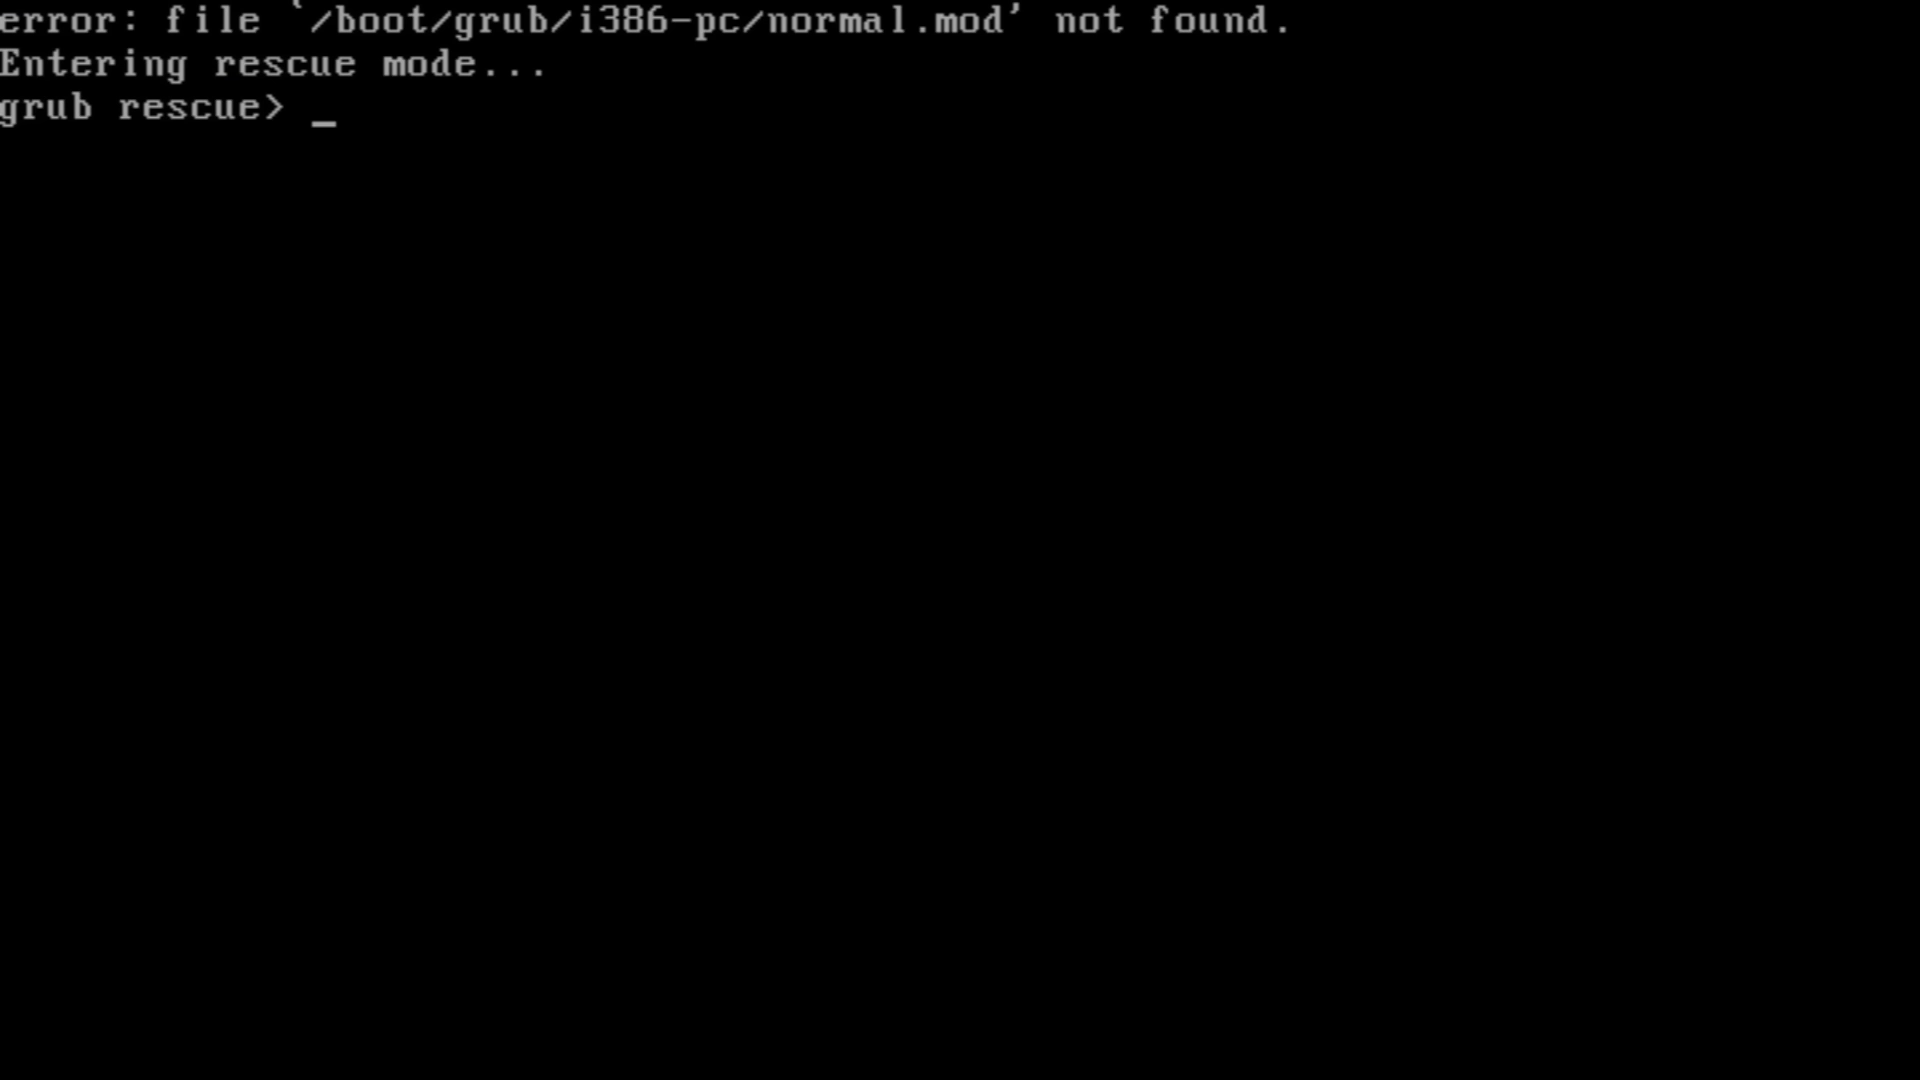 error: file `/boot/grub/i386-pc/normal.mod' not found.
Entering rescue mode...
grub rescue> _